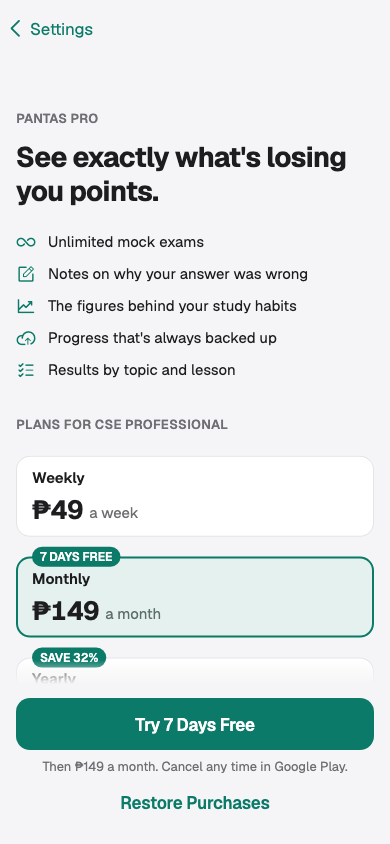 Settings
PANTAS PRO
See exactly what's losing
you points.
Unlimited mock exams
Notes on why your answer was wrong
The figures behind your study habits
Progress that's always backed up
Results by topic and lesson
PLANS FOR CSE PROFESSIONAL
Weekly
₱49 a week
7 DAYS FREE
Monthly
₱149 a month
SAVE 32%
Yearly
Try 7 Days Free
Then ₱149 a month. Cancel any time in Google Play.
Restore Purchases